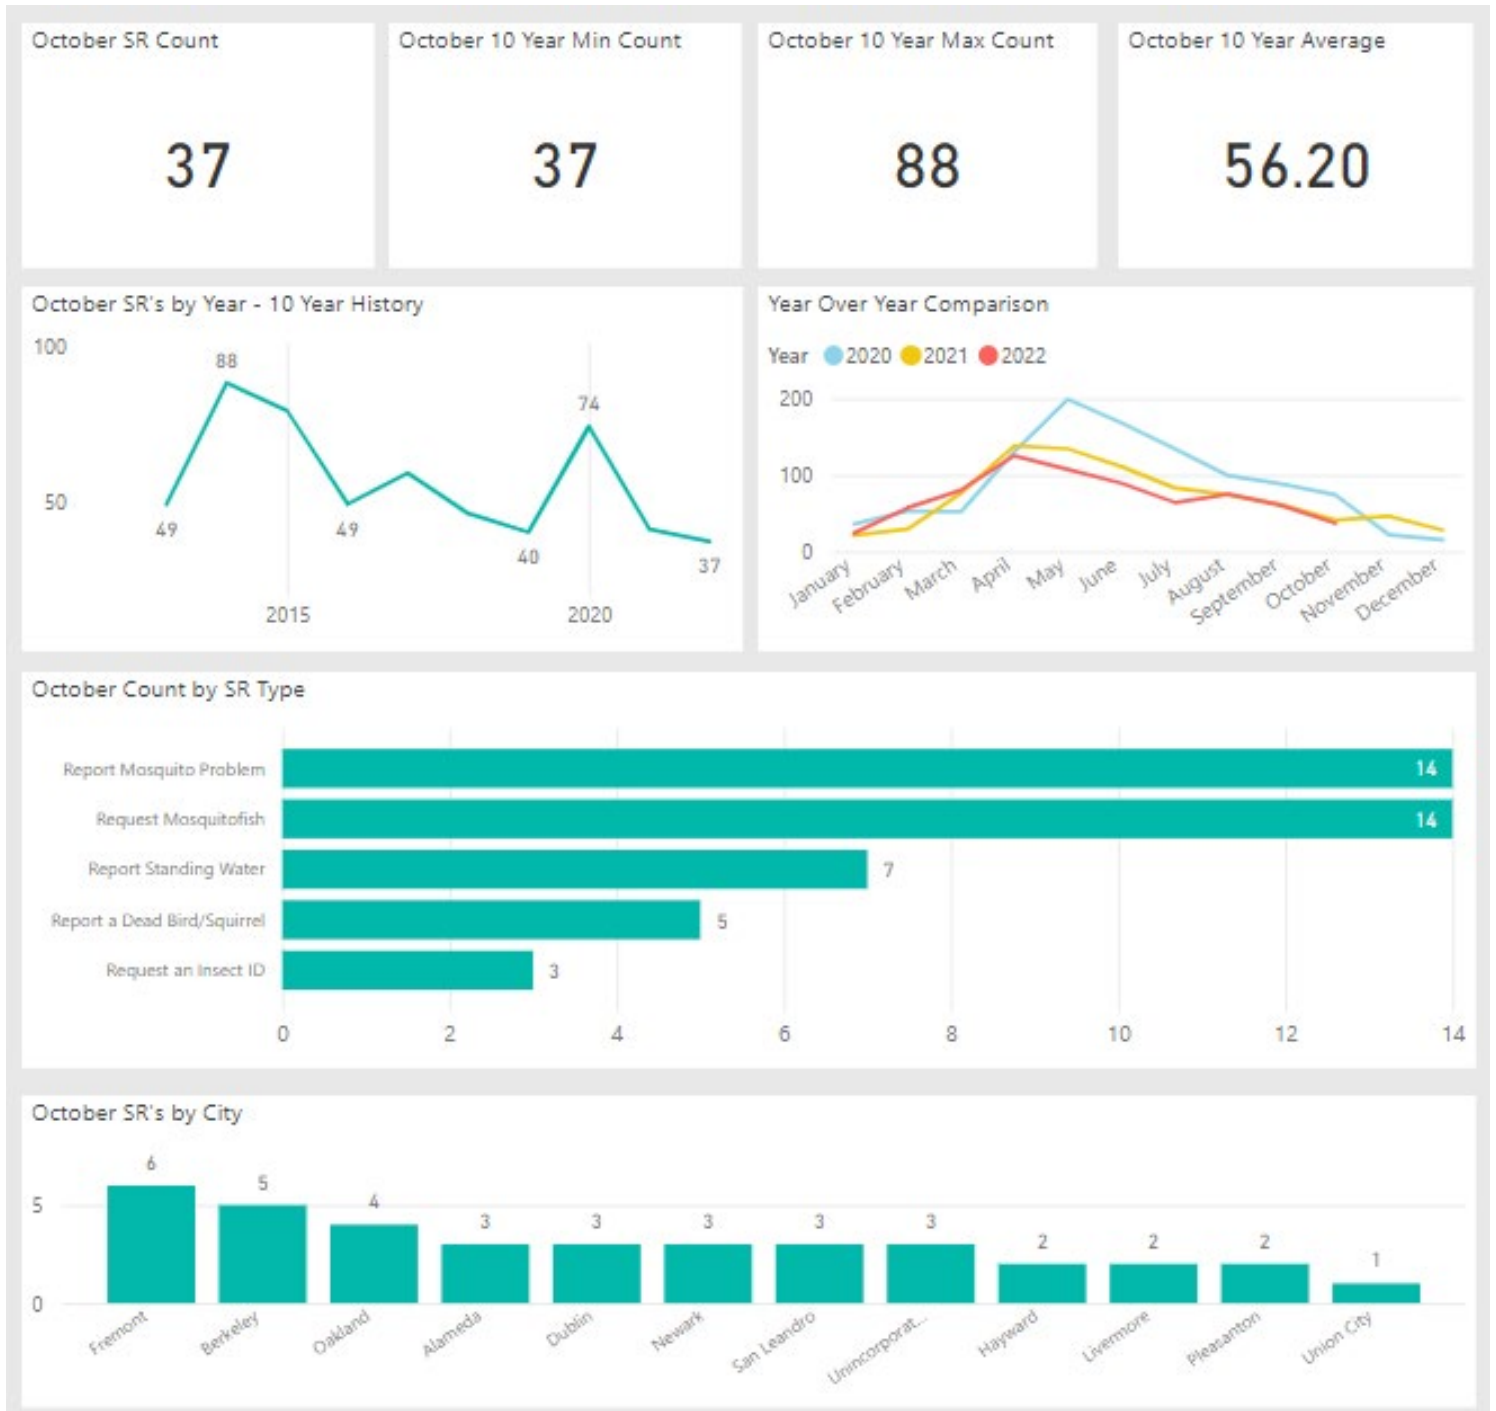 October SR Count
37
October 10 Year Min Count
37
October 10 Year Max Count
88
October 10 Year Average
56.20
October SR's by Year - 10 Year History
100
50
49
88
49
40
74
37
2015
2020
Year Over Year Comparison
Year 2020 2021 2022
200
100
0
January
February
March
April
May
June
July
August
September
October
November
December
October Count by SR Type
Report Mosquito Problem 14
Request Mosquitofish 14
Report Standing Water 7
Report a Dead Bird/Squirrel 5
Request an Insect ID 3
0 2 4 6 8 10 12 14
October SR's by City
5
0
6 5 4 3 3 3 3 3 2 2 2 1
Fremont
Berkeley
Oakland
Alameda
Dublin
Newark
San Leandro
Unincorporat...
Hayward
Livermore
Pleasanton
Union City